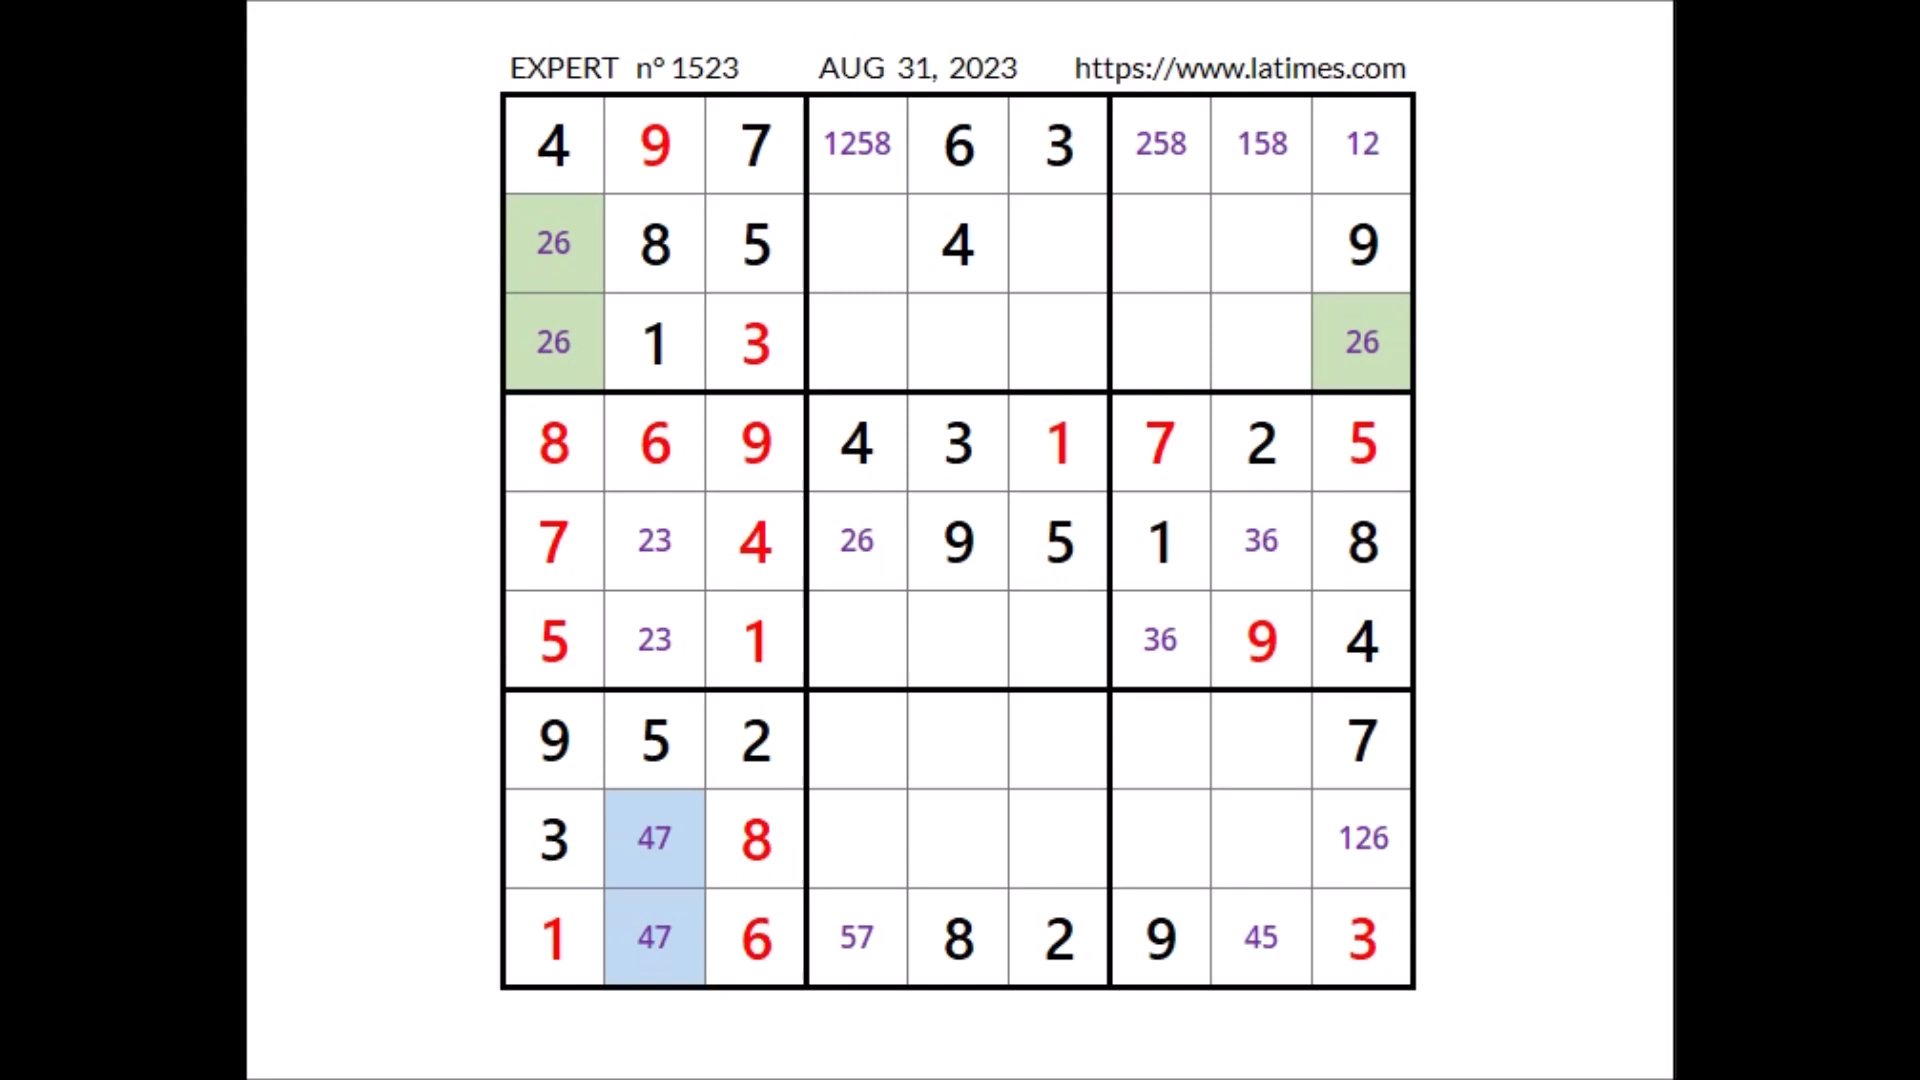 EXPERT n° 1523 AUG 31, 2023 https://www.latimes.com
4 9 7 1258 6 3 258 158 12
26 8 5 4 9
26 1 3 26
8 6 9 4 3 1 7 2 5
7 23 4 26 9 5 1 36 8
5 23 1 36 9 4
9 5 2 7
3 47 8 126
1 47 6 57 8 2 9 45 3